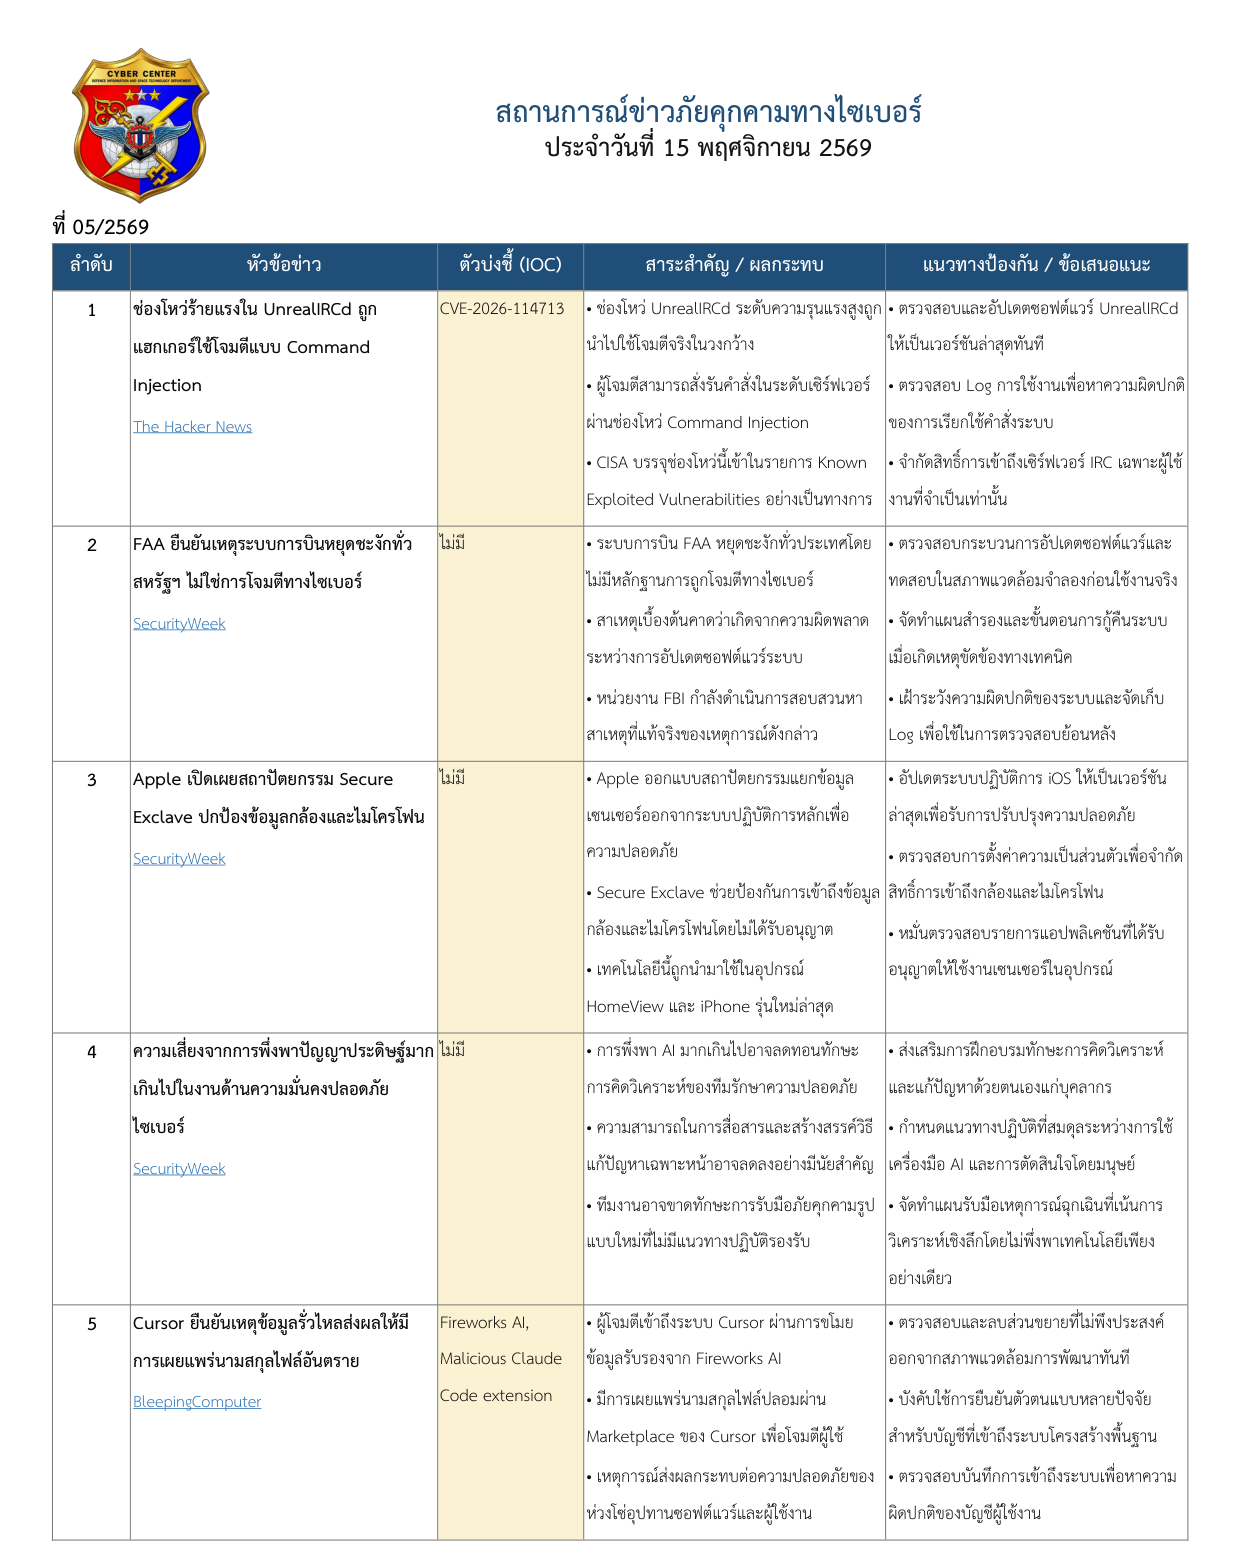 CYBER CENTER
DEFENCE INFORMATION AND SPACE TECHNOLOGY DEPARTMENT
สถานการณ์ข่าวภัยคุกคามทางไซเบอร์
ประจำวันที่ 15 พฤศจิกายน 2569
ที่ 05/2569
ลำดับ หัวข้อข่าว ตัวบ่งชี้ (IOC) สาระสำคัญ / ผลกระทบ แนวทางป้องกัน / ข้อเสนอแนะ
1
ช่องโหว่ร้ายแรงใน UnrealIRCd ถูก
แฮกเกอร์ใช้โจมตีแบบ Command
Injection
The Hacker News
CVE-2026-114713
• ช่องโหว่ UnrealIRCd ระดับความรุนแรงสูงถูก
นำไปใช้โจมตีจริงในวงกว้าง
• ผู้โจมตีสามารถสั่งรันคำสั่งในระดับเซิร์ฟเวอร์
ผ่านช่องโหว่ Command Injection
• CISA บรรจุช่องโหว่นี้เข้าในรายการ Known
Exploited Vulnerabilities อย่างเป็นทางการ
• ตรวจสอบและอัปเดตซอฟต์แวร์ UnrealIRCd
ให้เป็นเวอร์ชันล่าสุดทันที
• ตรวจสอบ Log การใช้งานเพื่อหาความผิดปกติ
ของการเรียกใช้คำสั่งระบบ
• จำกัดสิทธิ์การเข้าถึงเซิร์ฟเวอร์ IRC เฉพาะผู้ใช้
งานที่จำเป็นเท่านั้น
2
FAA ยืนยันเหตุระบบการบินหยุดชะงักทั่ว
สหรัฐฯ ไม่ใช่การโจมตีทางไซเบอร์
SecurityWeek
ไม่มี
• ระบบการบิน FAA หยุดชะงักทั่วประเทศโดย
ไม่มีหลักฐานการถูกโจมตีทางไซเบอร์
• สาเหตุเบื้องต้นคาดว่าเกิดจากความผิดพลาด
ระหว่างการอัปเดตซอฟต์แวร์ระบบ
• หน่วยงาน FBI กำลังดำเนินการสอบสวนหา
สาเหตุที่แท้จริงของเหตุการณ์ดังกล่าว
• ตรวจสอบกระบวนการอัปเดตซอฟต์แวร์และ
ทดสอบในสภาพแวดล้อมจำลองก่อนใช้งานจริง
• จัดทำแผนสำรองและขั้นตอนการกู้คืนระบบ
เมื่อเกิดเหตุขัดข้องทางเทคนิค
• เฝ้าระวังความผิดปกติของระบบและจัดเก็บ
Log เพื่อใช้ในการตรวจสอบย้อนหลัง
3
Apple เปิดเผยสถาปัตยกรรม Secure
Exclave ปกป้องข้อมูลกล้องและไมโครโฟน
SecurityWeek
ไม่มี
• Apple ออกแบบสถาปัตยกรรมแยกข้อมูล
เซนเซอร์ออกจากระบบปฏิบัติการหลักเพื่อ
ความปลอดภัย
• Secure Exclave ช่วยป้องกันการเข้าถึงข้อมูล
กล้องและไมโครโฟนโดยไม่ได้รับอนุญาต
• เทคโนโลยีนี้ถูกนำมาใช้ในอุปกรณ์
HomeView และ iPhone รุ่นใหม่ล่าสุด
• อัปเดตระบบปฏิบัติการ iOS ให้เป็นเวอร์ชัน
ล่าสุดเพื่อรับการปรับปรุงความปลอดภัย
• ตรวจสอบการตั้งค่าความเป็นส่วนตัวเพื่อจำกัด
สิทธิ์การเข้าถึงกล้องและไมโครโฟน
• หมั่นตรวจสอบรายการแอปพลิเคชันที่ได้รับ
อนุญาตให้ใช้งานเซนเซอร์ในอุปกรณ์
4
ความเสี่ยงจากการพึ่งพาปัญญาประดิษฐ์มาก
เกินไปในงานด้านความมั่นคงปลอดภัย
ไซเบอร์
SecurityWeek
ไม่มี
• การพึ่งพา AI มากเกินไปอาจลดทอนทักษะ
การคิดวิเคราะห์ของทีมรักษาความปลอดภัย
• ความสามารถในการสื่อสารและสร้างสรรค์วิธี
แก้ปัญหาเฉพาะหน้าอาจลดลงอย่างมีนัยสำคัญ
• ทีมงานอาจขาดทักษะการรับมือภัยคุกคามรูป
แบบใหม่ที่ไม่มีแนวทางปฏิบัติรองรับ
• ส่งเสริมการฝึกอบรมทักษะการคิดวิเคราะห์
และแก้ปัญหาด้วยตนเองแก่บุคลากร
• กำหนดแนวทางปฏิบัติที่สมดุลระหว่างการใช้
เครื่องมือ AI และการตัดสินใจโดยมนุษย์
• จัดทำแผนรับมือเหตุการณ์ฉุกเฉินที่เน้นการ
วิเคราะห์เชิงลึกโดยไม่พึ่งพาเทคโนโลยีเพียง
อย่างเดียว
5
Cursor ยืนยันเหตุข้อมูลรั่วไหลส่งผลให้มี
การเผยแพร่นามสกุลไฟล์อันตราย
BleepingComputer
Fireworks AI,
Malicious Claude
Code extension
• ผู้โจมตีเข้าถึงระบบ Cursor ผ่านการขโมย
ข้อมูลรับรองจาก Fireworks AI
• มีการเผยแพร่นามสกุลไฟล์ปลอมผ่าน
Marketplace ของ Cursor เพื่อโจมตีผู้ใช้
• เหตุการณ์ส่งผลกระทบต่อความปลอดภัยของ
ห่วงโซ่อุปทานซอฟต์แวร์และผู้ใช้งาน
• ตรวจสอบและลบส่วนขยายที่ไม่พึงประสงค์
ออกจากสภาพแวดล้อมการพัฒนาทันที
• บังคับใช้การยืนยันตัวตนแบบหลายปัจจัย
สำหรับบัญชีที่เข้าถึงระบบโครงสร้างพื้นฐาน
• ตรวจสอบบันทึกการเข้าถึงระบบเพื่อหาความ
ผิดปกติของบัญชีผู้ใช้งาน